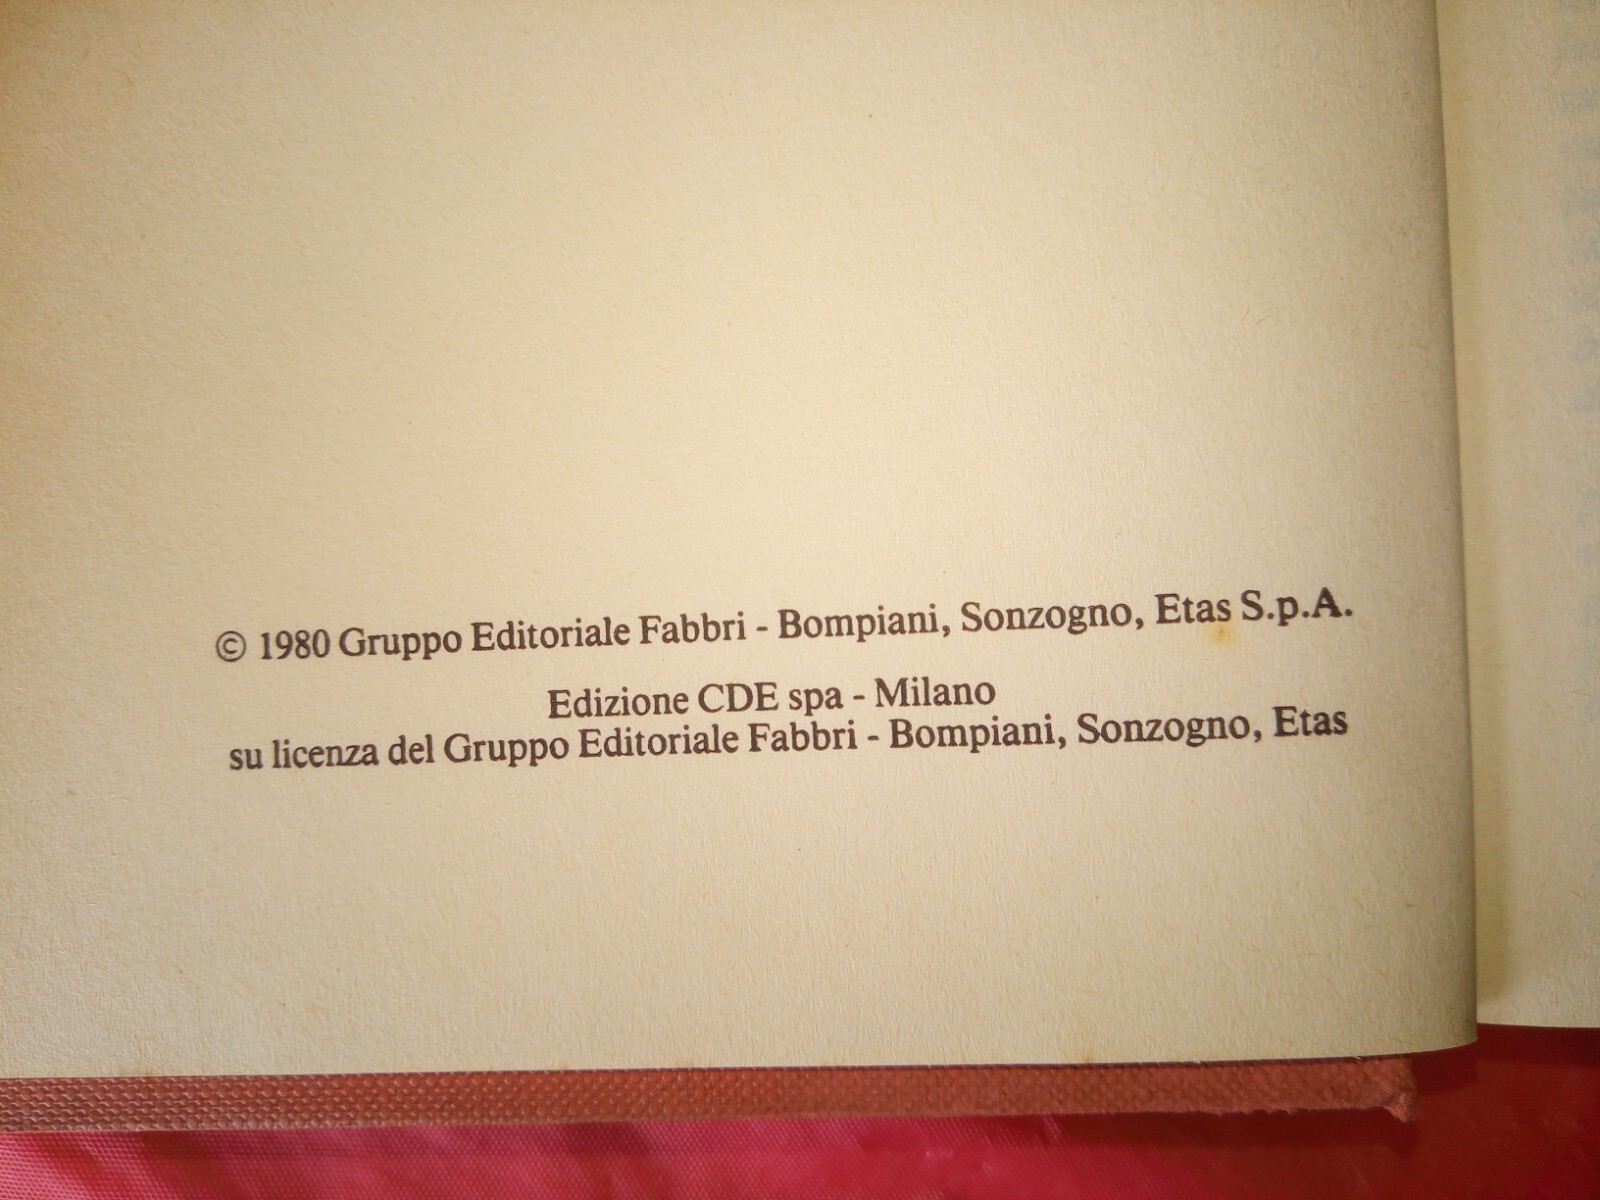 © 1980 Gruppo Editoriale Fabbri - Bompiani, Sonzogno, Etas S.p.A.
Edizione CDE spa - Milano
su licenza del Gruppo Editoriale Fabbri - Bompiani, Sonzogno, Etas